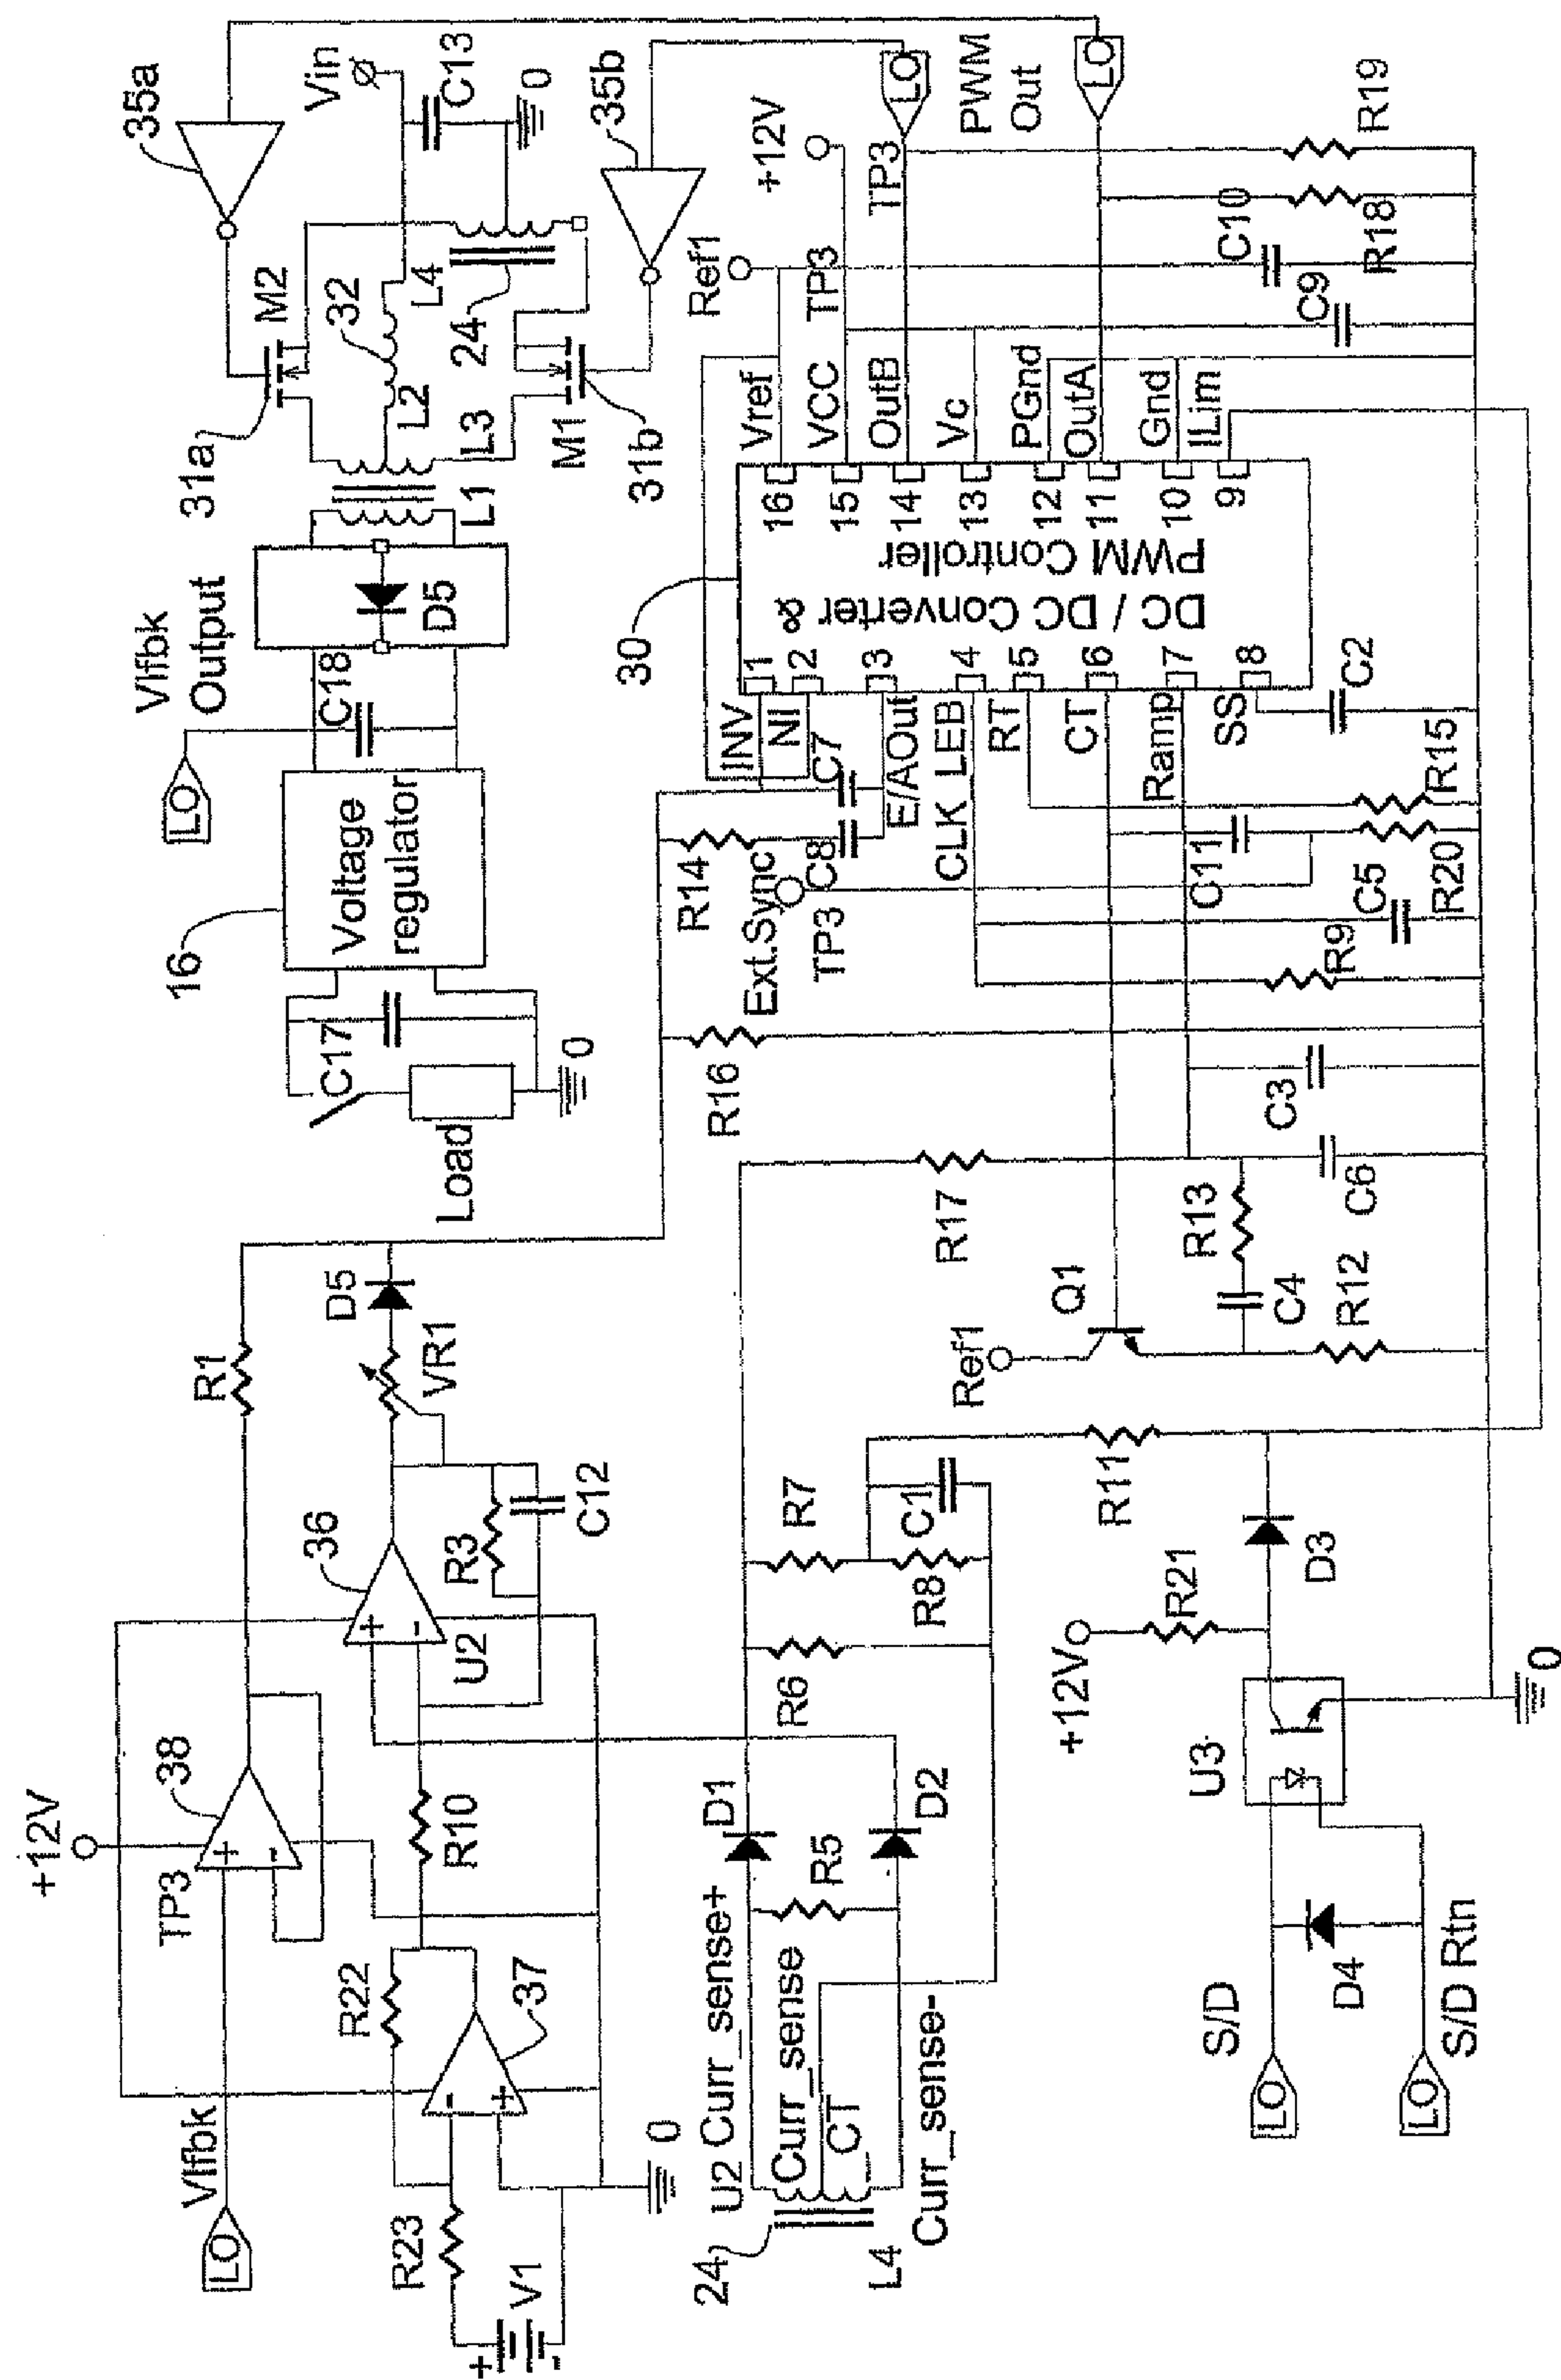 +12V
TP3
38
VIfbk
LO
R1
R22
R23
V1
+
-
37
R10
36
U2
R3
C12
VR1
D5
+
-
+
-
-
+
0
16
Voltage
regulator
C17
Load
0
LO
VIfbk
Output
C18
D5
L1
L2
L3
L4
31a
M2
32
24
M1
31b
35a
35b
Vin
C13
0
24
U2 Curr_sense+
Curr_sense
_CT
Curr_sense-
L4
D1
R5
D2
R6
R7
R8
C1
R11
R17
R16
R14
C8
C7
Ext.Sync
TP3
30
DC / DC Converter &
PWM Controller
INV
NI
E/AOut
CLK_LEB
RT
CT
Ramp
SS
1
2
3
4
5
6
7
8
16
15
14
13
12
11
10
9
Vref
VCC
OutB
Vc
PGnd
OutA
Gnd
ILim
Ref1
+12V
TP3
TP3
LO
PWM
Out
LO
C9
C10
R18
R19
C2
R15
C11
R20
C5
R9
C3
C6
R13
C4
R12
Q1
Ref1
+12V
R21
D3
U3
S/D
LO
D4
LO
S/D Rtn
0